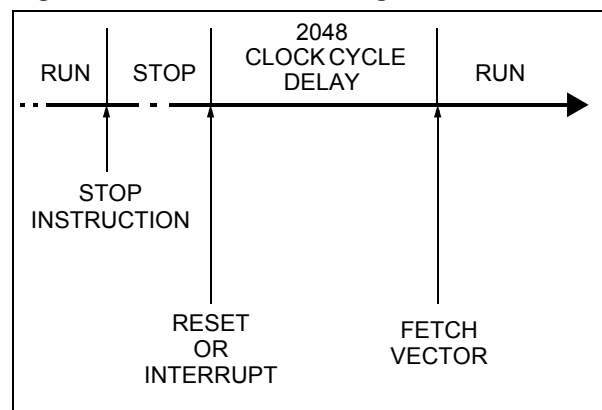 2048
CLOCK CYCLE
DELAY
RUN
STOP
RUN
STOP
INSTRUCTION
RESET
OR
INTERRUPT
FETCH
VECTOR